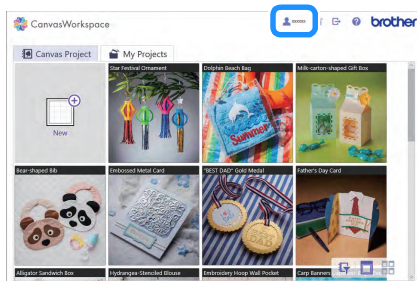 CanvasWorkspace
xxxxxx
brother
Canvas Project
My Projects
New
Star Festival Ornament
Dolphin Beach Bag
Summer
Milk-carton-shaped Gift Box
Bear-shaped Bib
Embossed Metal Card
"BEST DAD" Gold Medal
Father's Day Card
Alligator Sandwich Box
Hydrangea-Stenciled Blouse
Embroidery Hoop Wall Pocket
Carp Banners